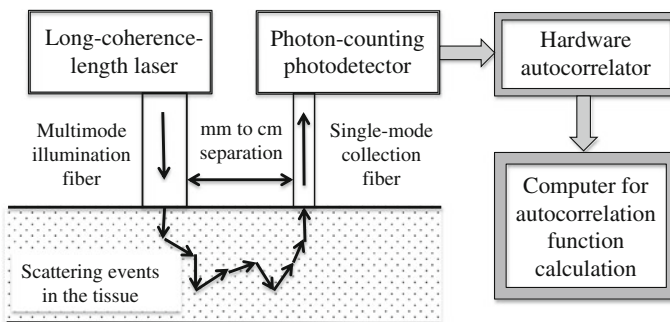 Long-coherence-
length laser
Photon-counting
photodetector
Hardware
autocorrelator
Multimode
illumination
fiber
mm to cm
separation
Single-mode
collection
fiber
Computer for
autocorrelation
function
calculation
Scattering events
in the tissue